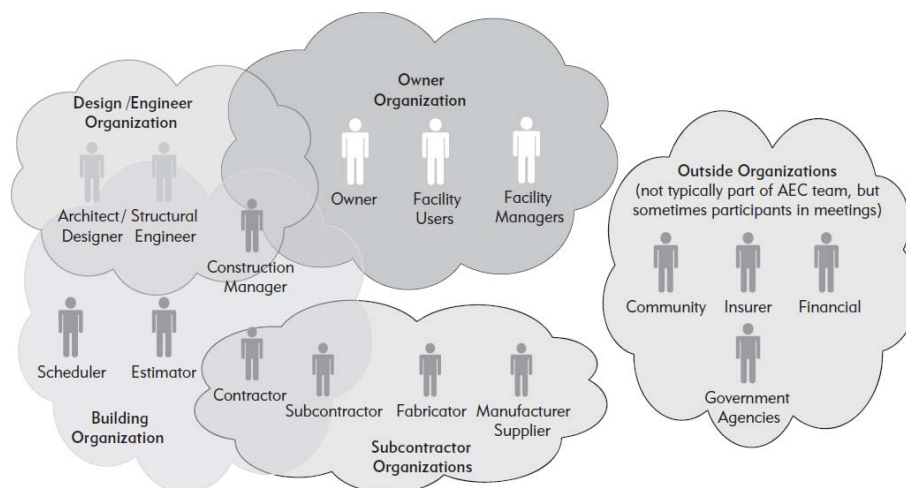 Design /Engineer
Organization
Owner
Organization
Architect/
Designer
Structural
Engineer
Owner
Facility
Users
Facility
Managers
Construction
Manager
Scheduler
Estimator
Contractor
Building
Organization
Subcontractor
Fabricator
Manufacturer
Supplier
Subcontractor
Organizations
Outside Organizations
(not typically part of AEC team, but
sometimes participants in meetings)
Community
Insurer
Financial
Government
Agencies